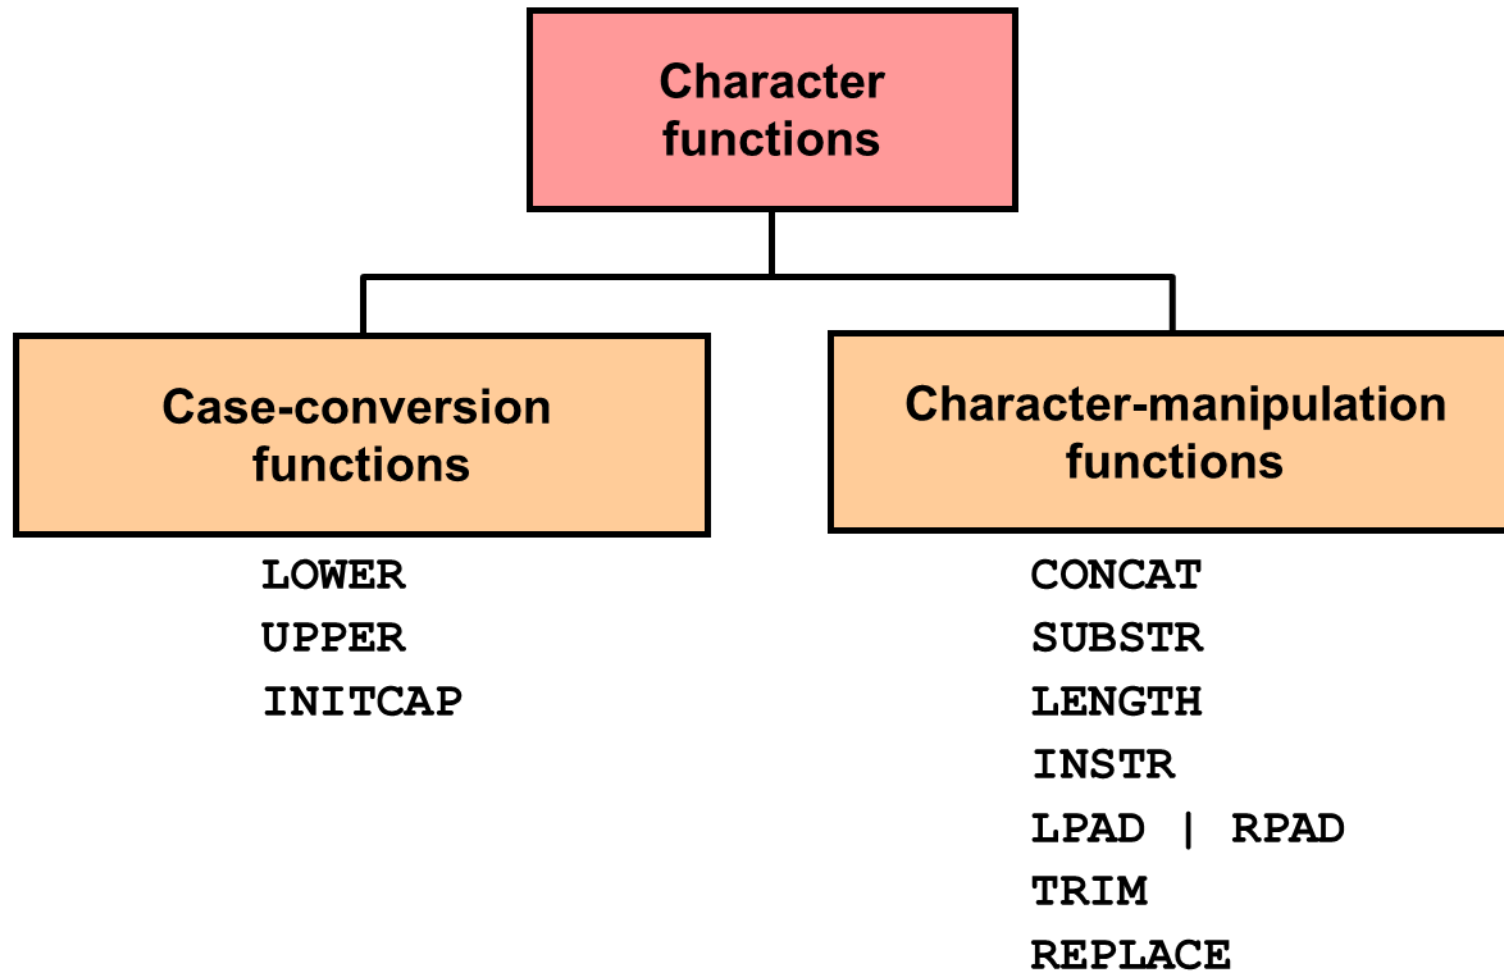 Character
functions
Case-conversion
functions
Character-manipulation
functions
LOWER
UPPER
INITCAP
CONCAT
SUBSTR
LENGTH
INSTR
LPAD | RPAD
TRIM
REPLACE